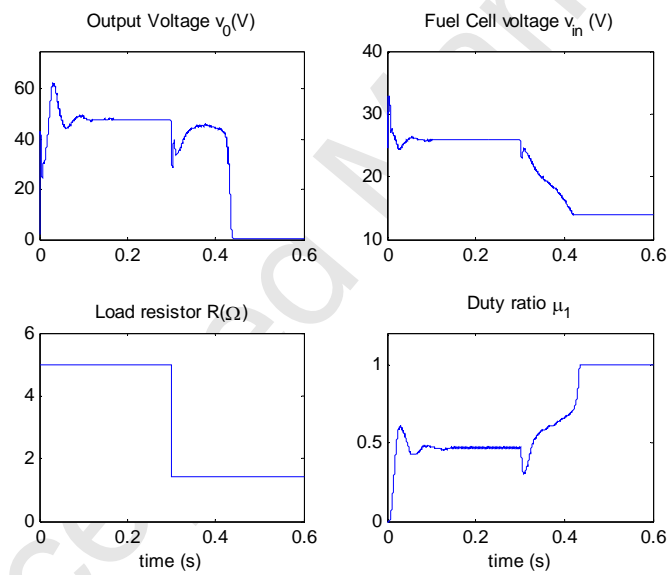 Output Voltage v0(V)
Fuel Cell voltage vin (V)
60
40
20
0
0 0.2 0.4 0.6
40
30
20
10
0 0.2 0.4 0.6
Load resistor R(Ω)
Duty ratio μ1
6
4
2
0
0 0.2 0.4 0.6
time (s)
1
0.5
0
0 0.2 0.4 0.6
time (s)